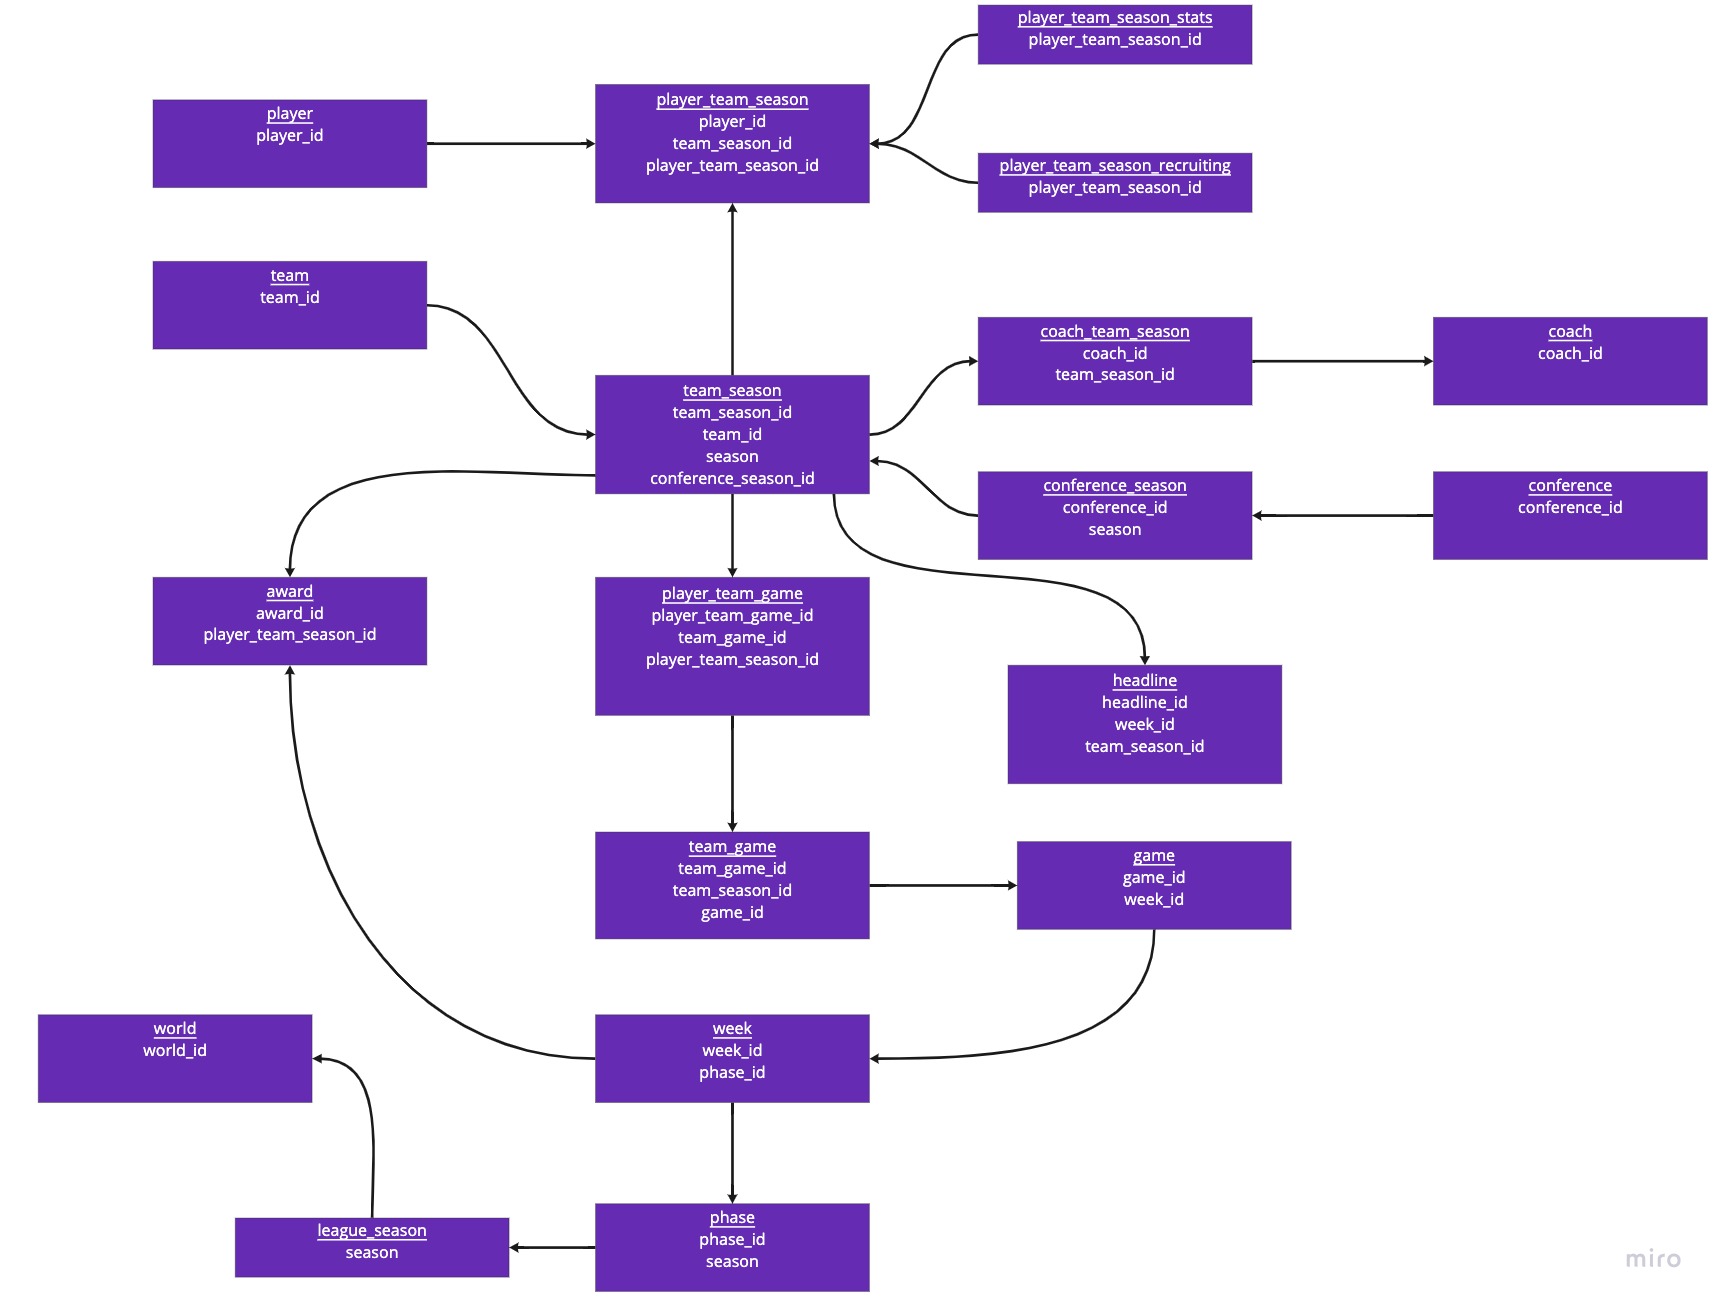 player_team_season_stats
player_team_season_id
player
player_id
player_team_season
player_id
team_season_id
player_team_season_id
player_team_season_recruiting
player_team_season_id
team
team_id
coach_team_season
coach_id
team_season_id
coach
coach_id
team_season
team_season_id
team_id
season
conference_season_id
conference_season
conference_id
season
conference
conference_id
award
award_id
player_team_season_id
player_team_game
player_team_game_id
team_game_id
player_team_season_id
headline
headline_id
week_id
team_season_id
team_game
team_game_id
team_season_id
game_id
game
game_id
week_id
world
world_id
week
week_id
phase_id
league_season
season
phase
phase_id
season
miro